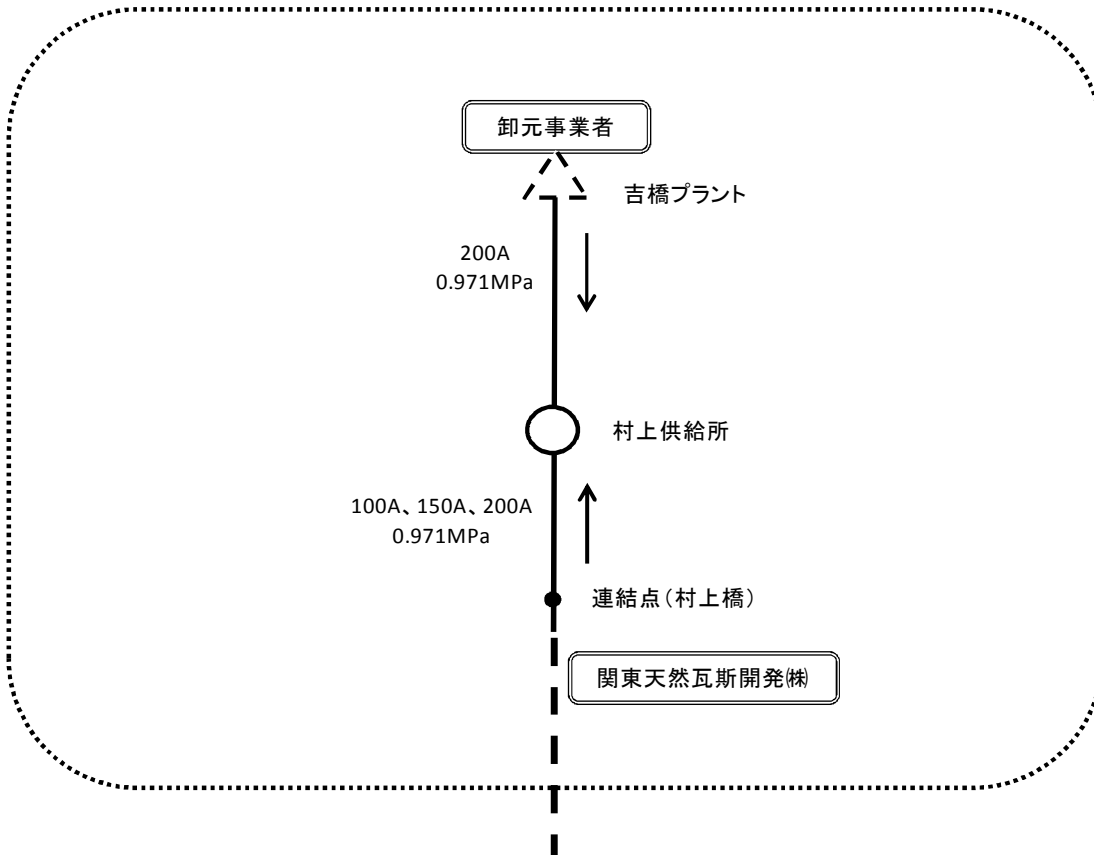 卸元事業者
吉橋プラント
200A
0.971MPa
村上供給所
100A、150A、200A
0.971MPa
連結点(村上橋)
関東天然瓦斯開発㈱